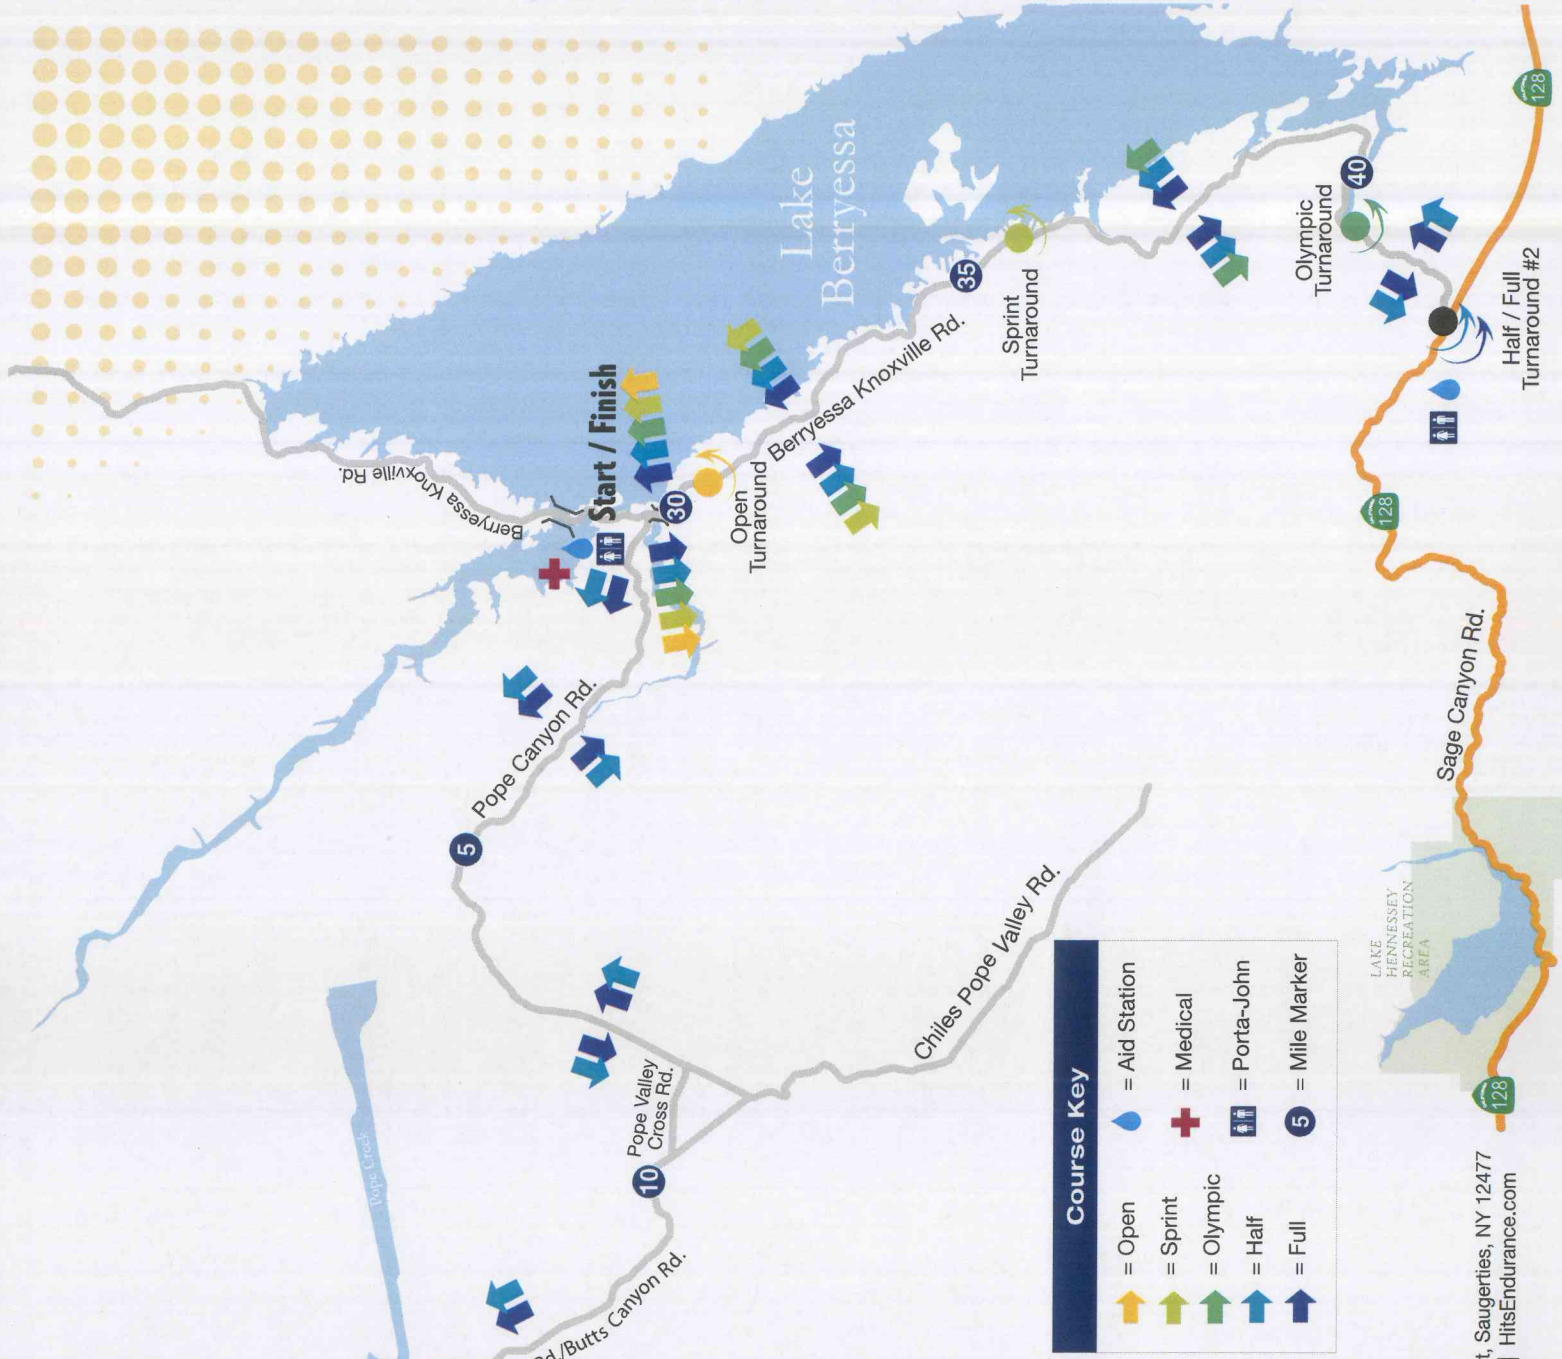 Lake
Berryessa
Start / Finish
Berryessa Knoxville Rd.
30
Open
Turnaround
Berryessa Knoxville Rd.
35
Sprint
Turnaround
Olympic
Turnaround
40
Half / Full
Turnaround #2
128
128
Sage Canyon Rd.
128
LAKE
HENNESSEY
RECREATION
AREA
Pope Canyon Rd.
5
Pope Valley
Cross Rd.
10
Chiles Pope Valley Rd.
Rd./Butts Canyon Rd.
Pope Creek
Course Key
= Open
= Sprint
= Olympic
= Half
= Full
= Aid Station
= Medical
= Porta-John
5 = Mile Marker
t, Saugerties, NY 12477
| HitsEndurance.com